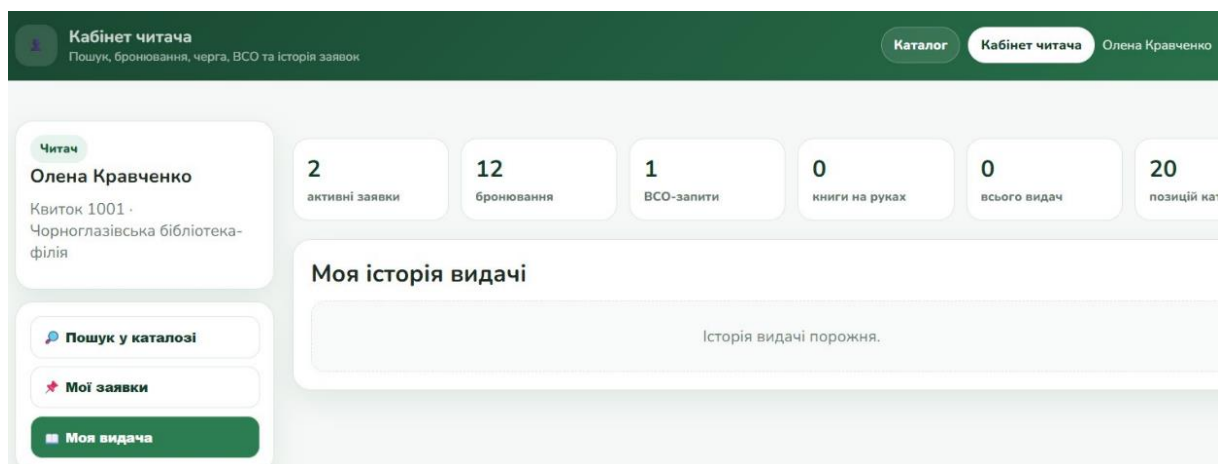 Кабінет читача
Пошук, бронювання, черга, ВСО та історія заявок
Каталог
Кабінет читача
Олена Кравченко
Читач
Олена Кравченко
Квиток 1001 ·
Чорноглазівська бібліотека-
філія
2
активні заявки
12
бронювання
1
ВСО-запити
0
книги на руках
0
всього видач
20
позицій кат
Моя історія видачі
Історія видачі порожня.
Пошук у каталозі
Мої заявки
Моя видача